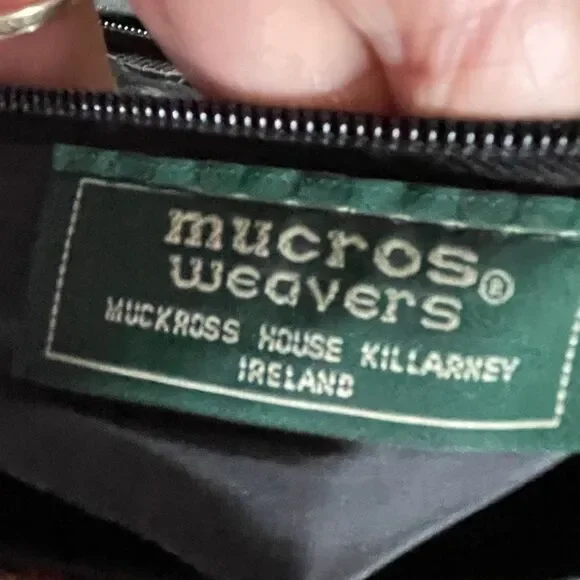 mucros
weavers®
MUCKROSS HOUSE KILLARNEY
IRELAND